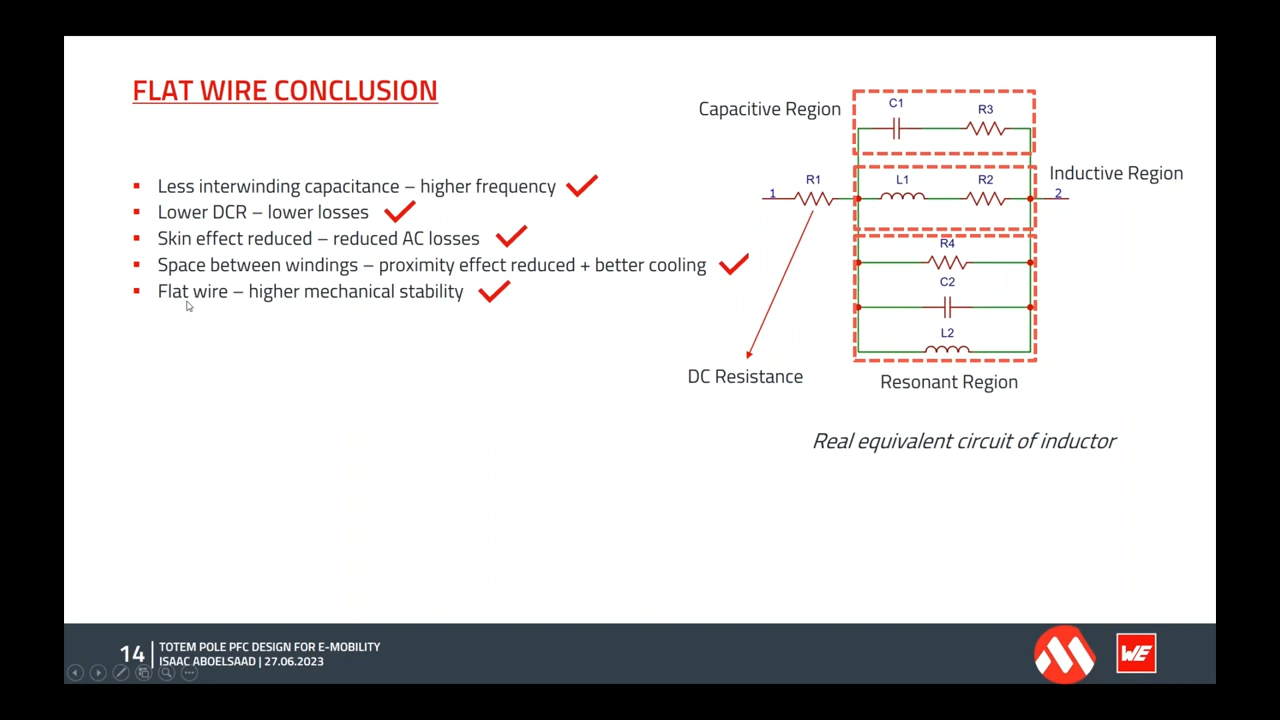 FLAT WIRE CONCLUSION
▪ Less interwinding capacitance – higher frequency
▪ Lower DCR – lower losses
▪ Skin effect reduced – reduced AC losses
▪ Space between windings – proximity effect reduced + better cooling
▪ Flat wire – higher mechanical stability
Capacitive Region
C1
R3
Inductive Region
R1
L1
R2
1
2
R4
C2
L2
DC Resistance
Resonant Region
Real equivalent circuit of inductor
14
TOTEM POLE PFC DESIGN FOR E-MOBILITY
ISAAC ABOELSAAD | 27.06.2023
WE